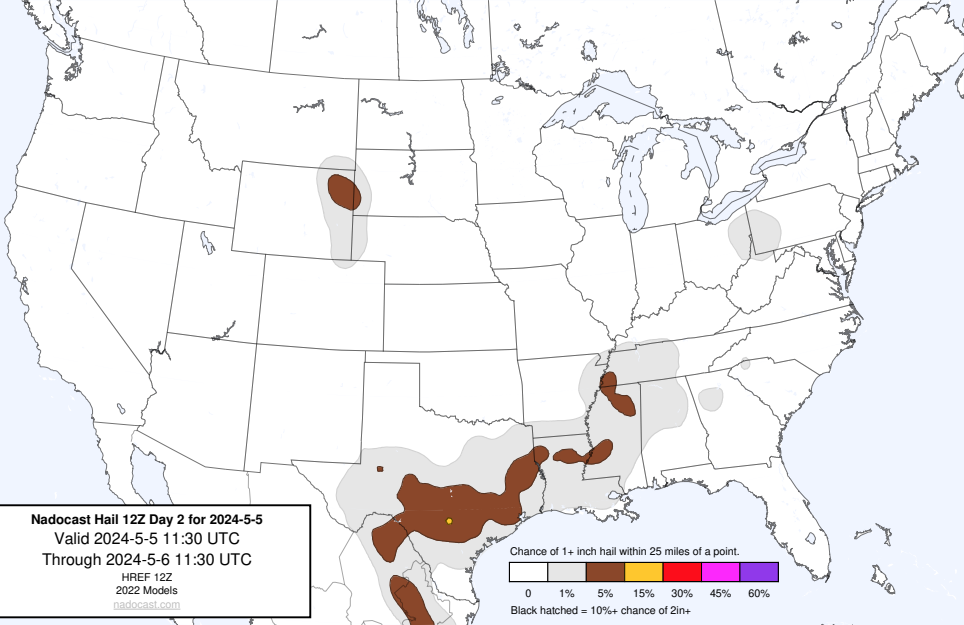 Nadocast Hail 12Z Day 2 for 2024-5-5
Valid 2024-5-5 11:30 UTC
Through 2024-5-6 11:30 UTC
HREF 12Z
2022 Models
nadocast.com
Chance of 1+ inch hail within 25 miles of a point.
0 1% 5% 15% 30% 45% 60%
Black hatched = 10%+ chance of 2in+